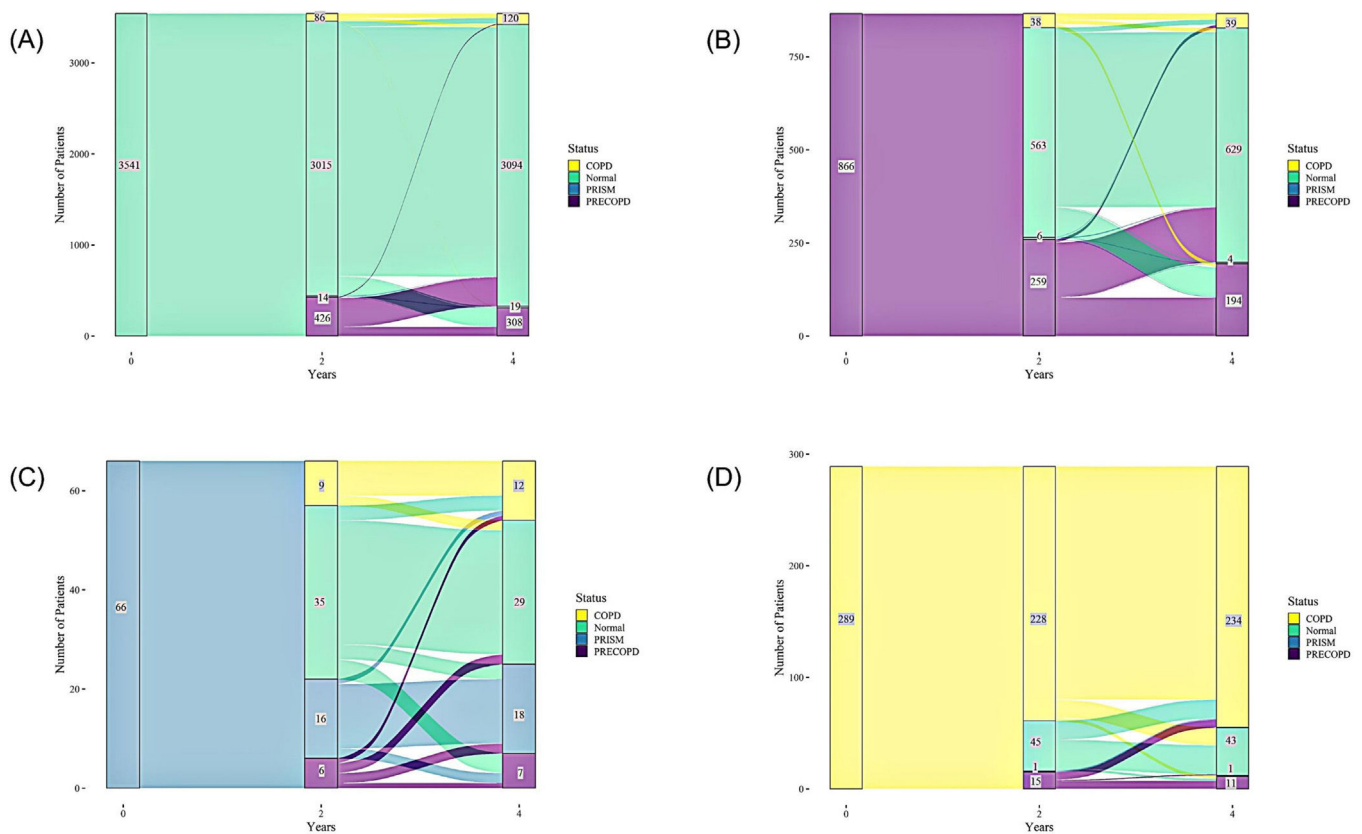 (A)
Number of Patients
3000
2000
1000
0
3541
86
3015
14
426
120
3094
19
308
0
2
4
Years
Status
COPD
Normal
PRISM
PRECOPD
(B)
Number of Patients
750
500
250
0
866
38
563
6
259
39
629
4
194
0
2
4
Years
Status
COPD
Normal
PRISM
PRECOPD
(C)
Number of Patients
60
40
20
0
66
9
35
16
6
12
29
18
7
0
2
4
Years
Status
COPD
Normal
PRISM
PRECOPD
(D)
Number of Patients
300
200
100
0
289
228
45
1
15
234
43
1
11
0
2
4
Years
Status
COPD
Normal
PRISM
PRECOPD